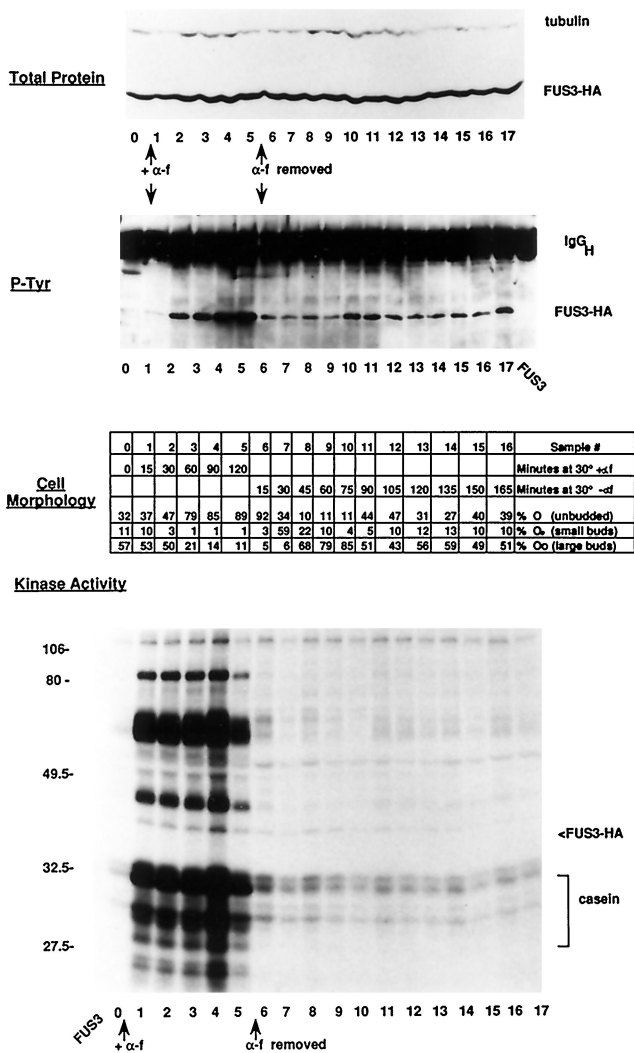 tubulin
Total Protein
FUS3-HA
0 1 2 3 4 5 6 7 8 9 10 11 12 13 14 15 16 17
+ α-f α-f removed
IgG H
P-Tyr
FUS3-HA
0 1 2 3 4 5 6 7 8 9 10 11 12 13 14 15 16 17 FUS3
Cell Morphology
0 1 2 3 4 5 6 7 8 9 10 11 12 13 14 15 16 Sample #
0 15 30 60 90 120 Minutes at 30° +αf
15 30 45 60 75 90 105 120 135 150 165 Minutes at 30° -αf
32 37 47 79 85 89 92 34 10 11 11 44 47 31 27 40 39 % O (unbudded)
11 10 3 1 1 1 3 59 22 10 4 5 10 12 13 10 10 % Oo (small buds)
57 53 50 21 14 11 5 6 68 79 85 51 43 56 59 49 51 % Oo (large buds)
Kinase Activity
106-
80 -
49.5-
<FUS3-HA
32.5-
casein
27.5-
FUS3 0 1 2 3 4 5 6 7 8 9 10 11 12 13 14 15 16 17
+ α-f α-f removed